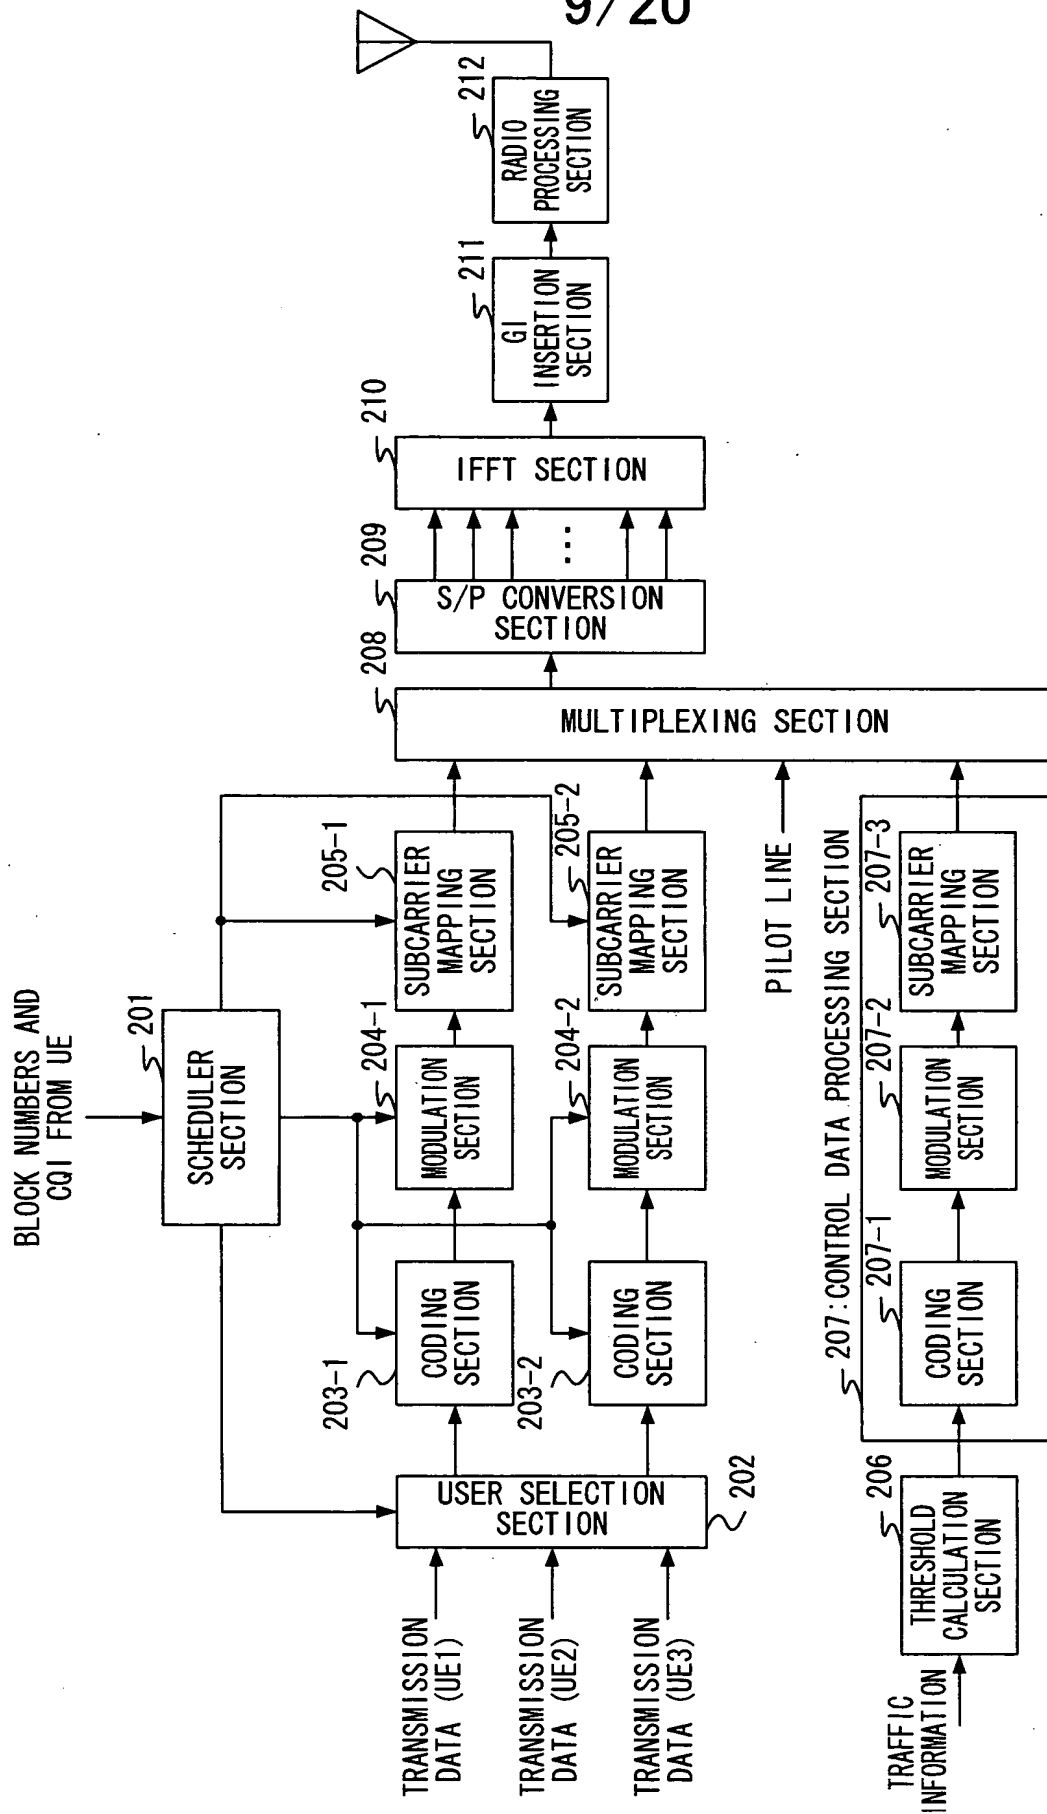 9/20
BLOCK NUMBERS AND
CQI FROM UE
201
SCHEDULER
SECTION
TRANSMISSION
DATA (UE1)
TRANSMISSION
DATA (UE2)
TRANSMISSION
DATA (UE3)
USER SELECTION
SECTION
202
203-1
CODING
SECTION
204-1
MODULATION
SECTION
205-1
SUBCARRIER
MAPPING
SECTION
203-2
CODING
SECTION
204-2
MODULATION
SECTION
205-2
SUBCARRIER
MAPPING
SECTION
PILOT LINE
TRAFFIC
INFORMATION
206
THRESHOLD
CALCULATION
SECTION
207:CONTROL DATA PROCESSING SECTION
207-1
CODING
SECTION
207-2
MODULATION
SECTION
207-3
SUBCARRIER
MAPPING
SECTION
208
MULTIPLEXING SECTION
209
S/P CONVERSION
SECTION
210
IFFT SECTION
211
GI
INSERTION
SECTION
212
RADIO
PROCESSING
SECTION